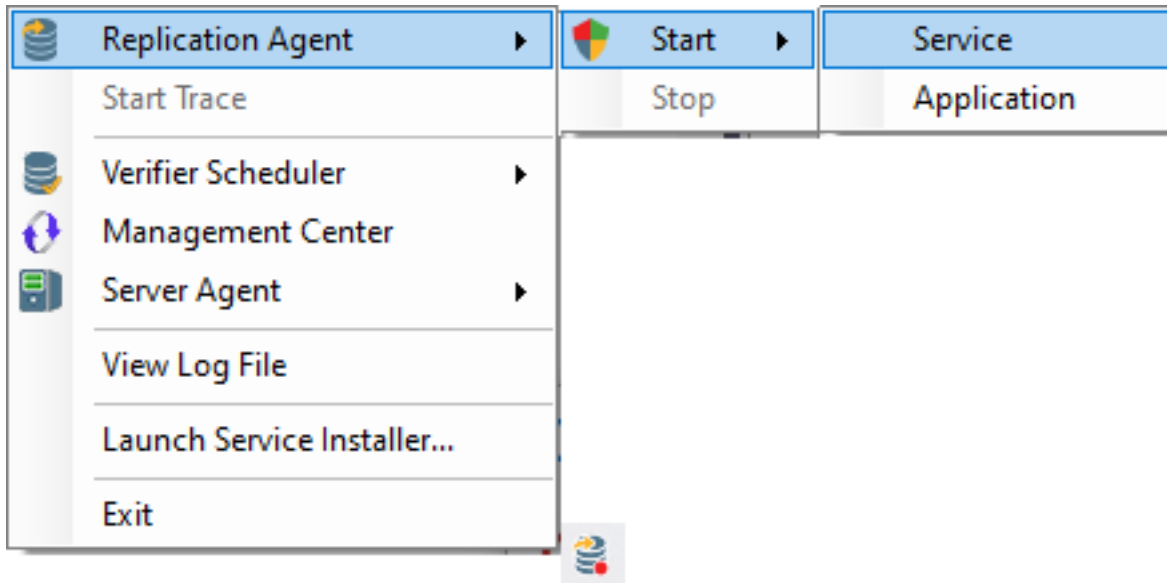 Replication Agent
Start
Service
Start Trace
Stop
Application
Verifier Scheduler
Management Center
Server Agent
View Log File
Launch Service Installer...
Exit